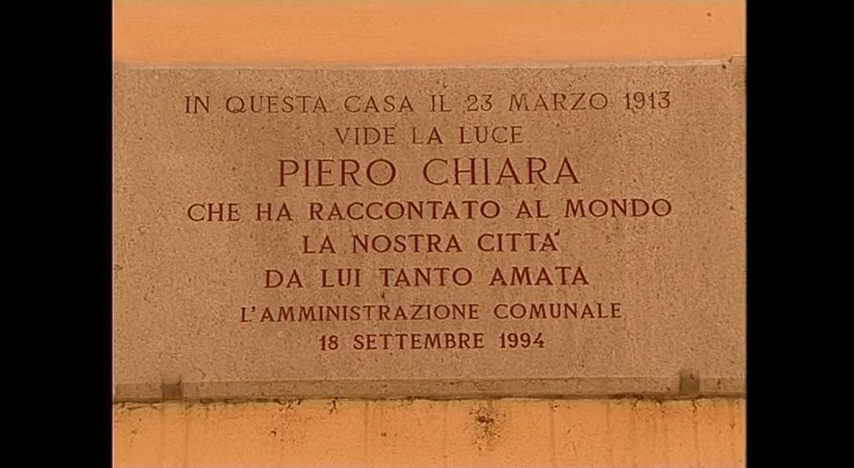 IN QUESTA CASA IL 23 MARZO 1913
VIDE LA LUCE
PIERO CHIARA
CHE HA RACCONTATO AL MONDO
LA NOSTRA CITTA'
DA LUI TANTO AMATA
L'AMMINISTRAZIONE COMUNALE
18 SETTEMBRE 1994